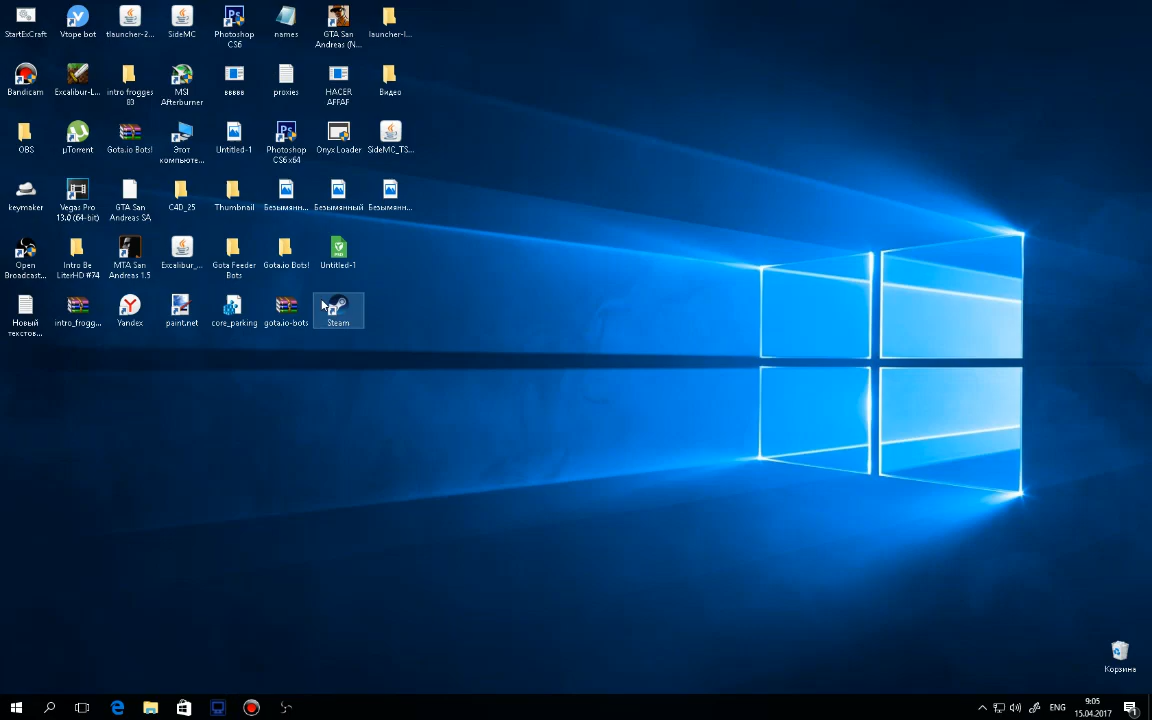 StartExCraft
Vtope bot
tlauncher-2...
SideMC
Photoshop
CS6
names
GTA San
Andreas (N...
launcher-l...
Bandicam
Excalibur-L...
intro frogges
83
MSI
Afterburner
ввввв
proxies
HACER
AFFAF
Видео
OBS
µTorrent
Gota.io Bots!
Этот
компьюте...
Untitled-1
Photoshop
CS6 x64
Onyx Loader
SideMC_TS...
keymaker
Vegas Pro
13.0 (64-bit)
GTA San
Andreas SA
C4D_25
Thumbnail
Безымянн...
Безымянный
Безымянн...
Open
Broadcast...
Intro Be
LiterHD #74
MTA San
Andreas 1.5
Excalibur_...
Gota Feeder
Bots
Gota.io Bots!
Untitled-1
Новый
текстов...
intro_frogg...
Yandex
paint.net
core_parking
gota.io-bots
Steam
Корзина
ENG
9:05
15.04.2017